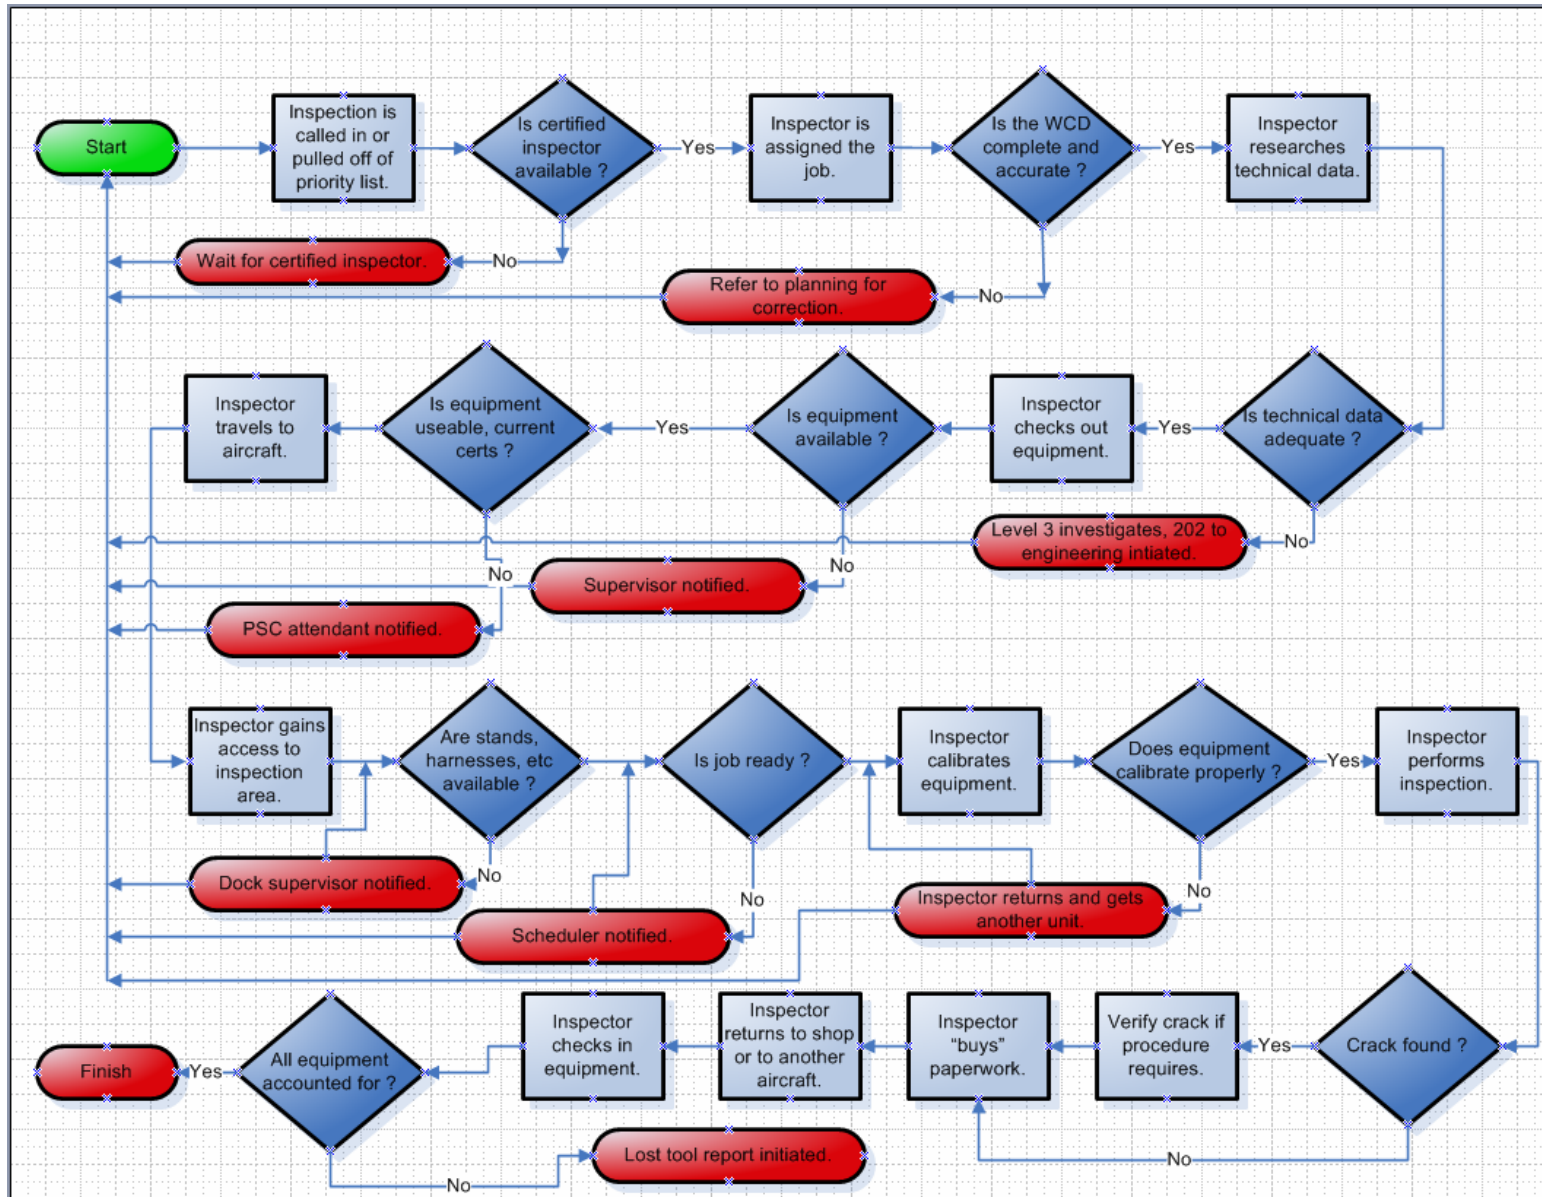 Start
Inspection is
called in or
pulled off of
priority list.
Is certified
inspector
available ?
Yes
Inspector is
assigned the
job.
Is the WCD
complete and
accurate ?
Yes
Inspector
researches
technical data.
Wait for certified inspector.
No
Refer to planning for
correction.
No
Inspector
travels to
aircraft.
Is equipment
useable, current
certs ?
Yes
Is equipment
available ?
Inspector
checks out
equipment.
Yes
Is technical data
adequate ?
Level 3 investigates, 202 to
engineering intiated.
No
No
Supervisor notified.
No
PSC attendant notified.
Inspector gains
access to
inspection
area.
Are stands,
harnesses, etc
available ?
Is job ready ?
Inspector
calibrates
equipment.
Does equipment
calibrate properly ?
Yes
Inspector
performs
inspection.
Dock supervisor notified.
No
Scheduler notified.
No
Inspector returns and gets
another unit.
No
Finish
Yes
All equipment
accounted for ?
Inspector
checks in
equipment.
Inspector
returns to shop
or to another
aircraft.
Inspector
“buys”
paperwork.
Verify crack if
procedure
requires.
Yes
Crack found ?
Lost tool report initiated.
No
No